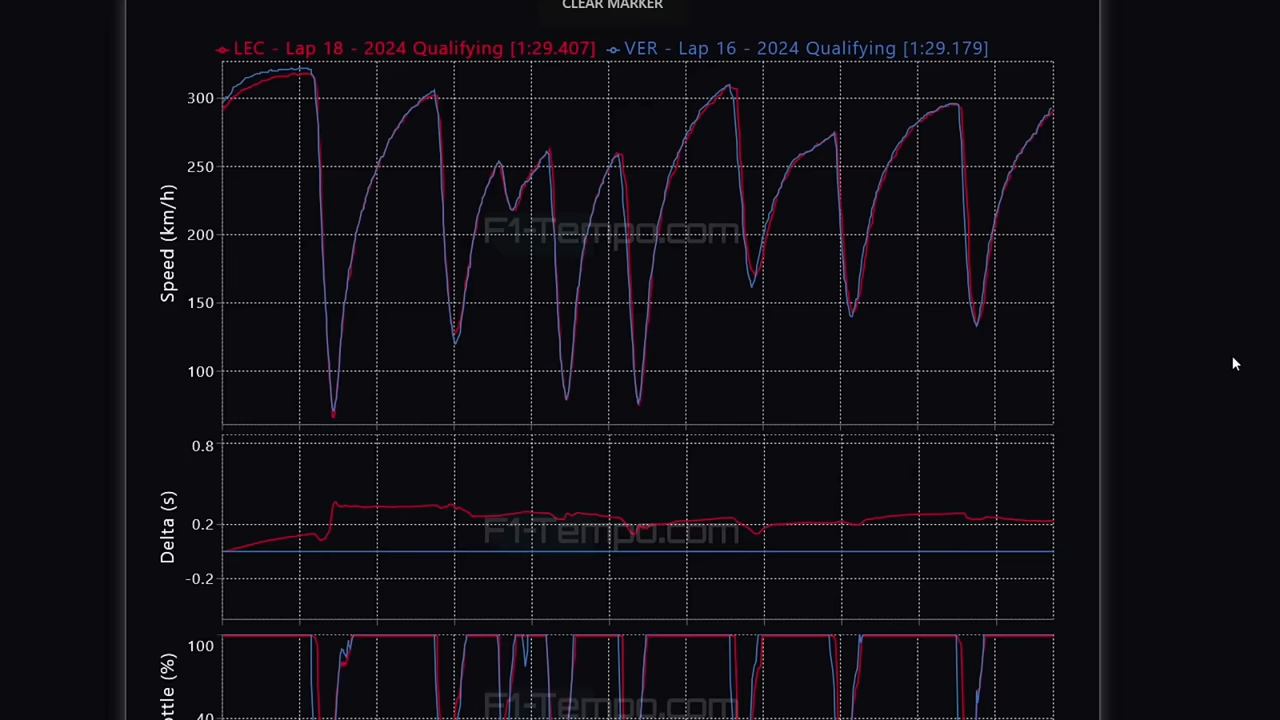 CLEAR MARKER
LEC - Lap 18 - 2024 Qualifying [1:29.407] VER - Lap 16 - 2024 Qualifying [1:29.179]
300
250
200
150
100
Speed (km/h)
F1-Tempo.com
0.8
0.2
-0.2
Delta (s)
F1-Tempo.com
100
40
ottle (%)
F1-Tempo.com